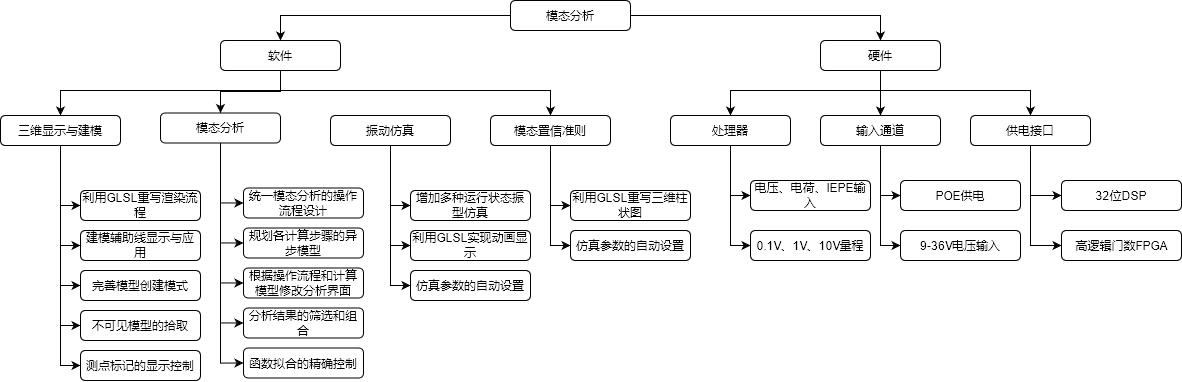 模态分析
软件
硬件
三维显示与建模
模态分析
振动仿真
模态置信准则
处理器
输入通道
供电接口
利用GLSL重写渲染流
程
建模辅助线显示与应
用
完善模型创建模式
不可见模型的拾取
测点标记的显示控制
统一模态分析的操作
流程设计
规划各计算步骤的异
步模型
根据操作流程和计算
模型修改分析界面
分析结果的筛选和组
合
函数拟合的精确控制
增加多种运行状态振
型仿真
利用GLSL实现动画显
示
仿真参数的自动设置
利用GLSL重写三维柱
状图
仿真参数的自动设置
电压、电荷、IEPE输
入
0.1V、1V、10V量程
POE供电
9-36V电压输入
32位DSP
高逻辑门数FPGA